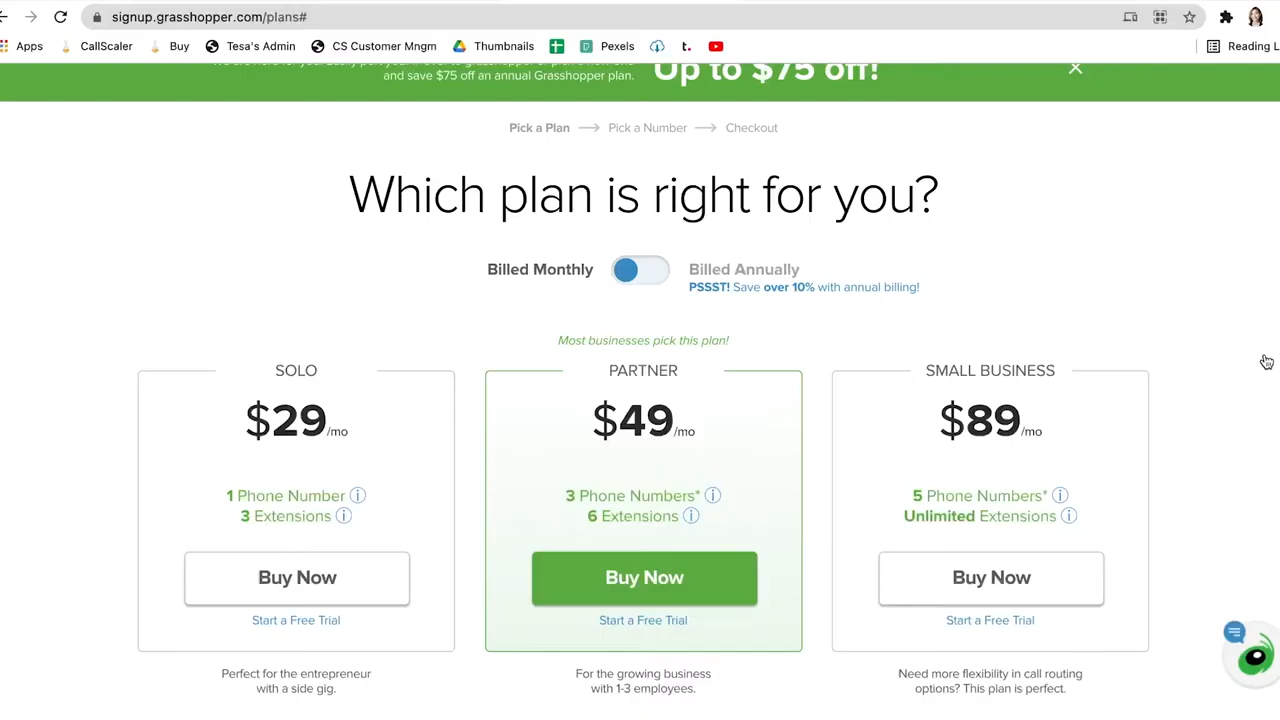 signup.grasshopper.com/plans#
Apps CallScaler Buy Tesa's Admin CS Customer Mngm Thumbnails Pexels t. Reading L
and save $75 off an annual Grasshopper plan.
Up to $75 off!
Pick a Plan Pick a Number Checkout
Which plan is right for you?
Billed Monthly Billed Annually
PSSST! Save over 10% with annual billing!
Most businesses pick this plan!
SOLO
$29/mo
1 Phone Number
3 Extensions
Buy Now
Start a Free Trial
Perfect for the entrepreneur
with a side gig.
PARTNER
$49/mo
3 Phone Numbers*
6 Extensions
Buy Now
Start a Free Trial
For the growing business
with 1-3 employees.
SMALL BUSINESS
$89/mo
5 Phone Numbers*
Unlimited Extensions
Buy Now
Start a Free Trial
Need more flexibility in call routing
options? This plan is perfect.